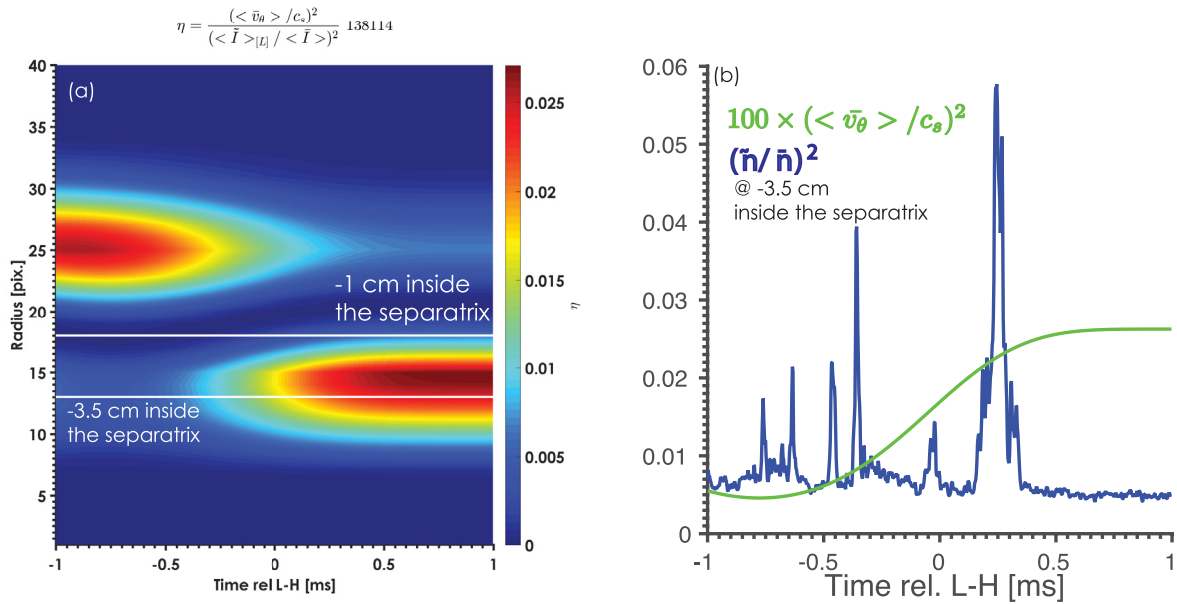 η = (< v̄θ > /cₛ)² / (< Ĩ >[L] / < Ī >)² 138114
(a)
40
35
30
25
20
15
10
5
Radius [pix.]
-1 cm inside
the separatrix
-3.5 cm inside
the separatrix
-1
-0.5
0
0.5
1
Time rel L-H [ms]
0.025
0.02
0.015
0.01
0.005
0
η
(b)
0.06
0.05
0.04
0.03
0.02
0.01
0
100 × (< v̄θ > /cₛ)²
(ñ/ n̄)²
@ -3.5 cm
inside the separatrix
-1
-0.5
0
0.5
1
Time rel. L-H [ms]